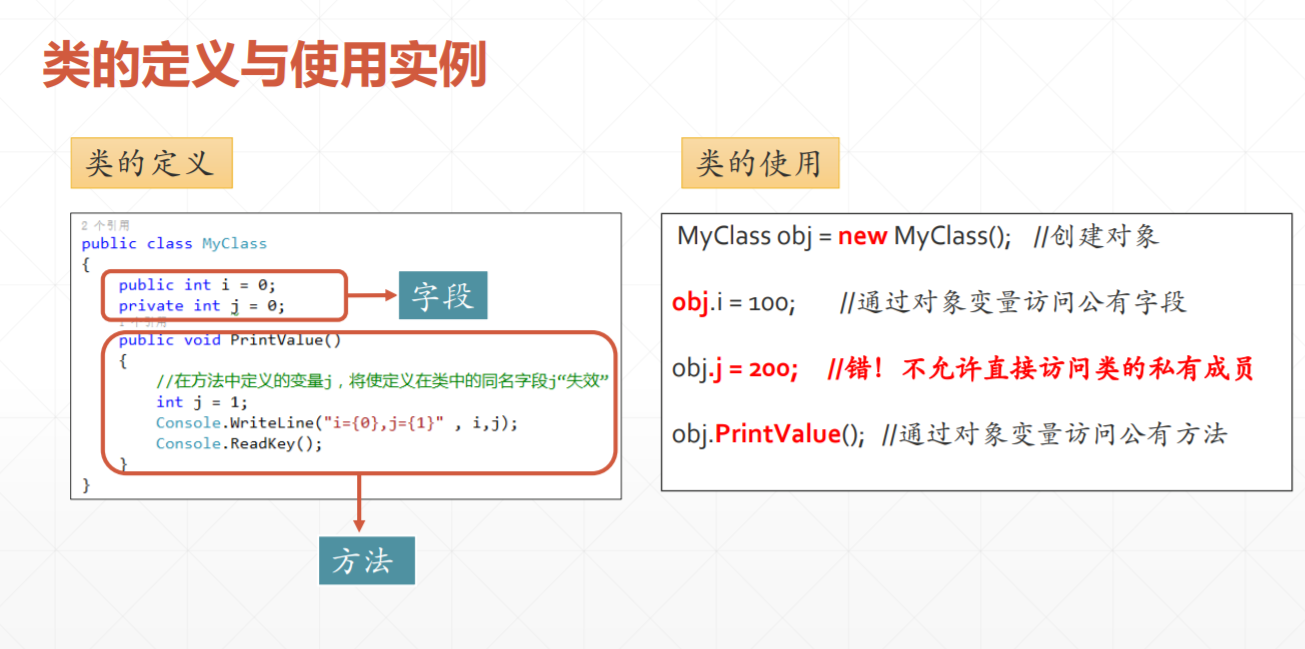 类的定义与使用实例
类的定义
2 个引用
public class MyClass
{
public int i = 0;
private int j = 0;
字段
1 个引用
public void PrintValue()
{
//在方法中定义的变量j，将使定义在类中的同名字段j“失效”
int j = 1;
Console.WriteLine("i={0},j={1}" , i,j);
Console.ReadKey();
}
}
方法
类的使用
MyClass obj = new MyClass(); //创建对象
obj.i = 100; //通过对象变量访问公有字段
obj.j = 200; //错！不允许直接访问类的私有成员
obj.PrintValue(); //通过对象变量访问公有方法